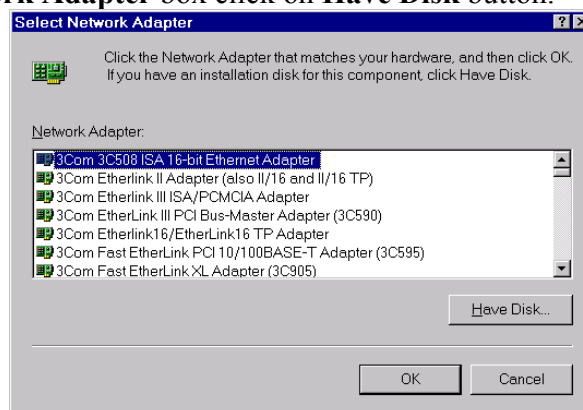 rk Adapter box click on Have Disk button.
Select Network Adapter
Click the Network Adapter that matches your hardware, and then click OK.
If you have an installation disk for this component, click Have Disk.
Network Adapter:
3Com 3C508 ISA 16-bit Ethernet Adapter
3Com Etherlink II Adapter (also II/16 and II/16 TP)
3Com Etherlink III ISA/PCMCIA Adapter
3Com EtherLink III PCI Bus-Master Adapter (3C590)
3Com Etherlink16/EtherLink16 TP Adapter
3Com Fast EtherLink PCI 10/100BASE-T Adapter (3C595)
3Com Fast EtherLink XL Adapter (3C905)
Have Disk...
OK Cancel